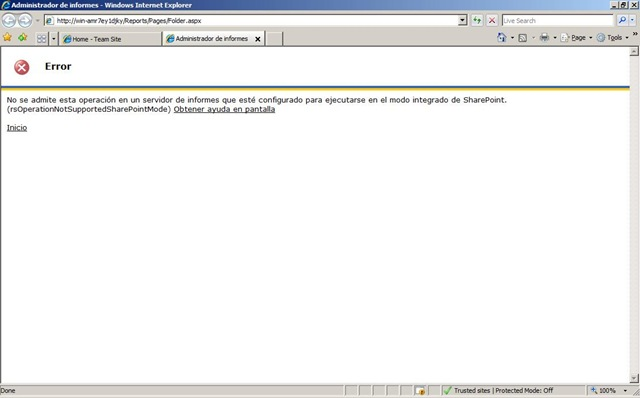 Administrador de informes - Windows Internet Explorer
http://win-amr7ey1djky/Reports/Pages/Folder.aspx
Live Search
Home - Team Site
Administrador de informes
Page
Tools
Error
No se admite esta operación en un servidor de informes que esté configurado para ejecutarse en el modo integrado de SharePoint.
(rsOperationNotSupportedSharePointMode) Obtener ayuda en pantalla
Inicio
Done
Trusted sites | Protected Mode: Off
100%